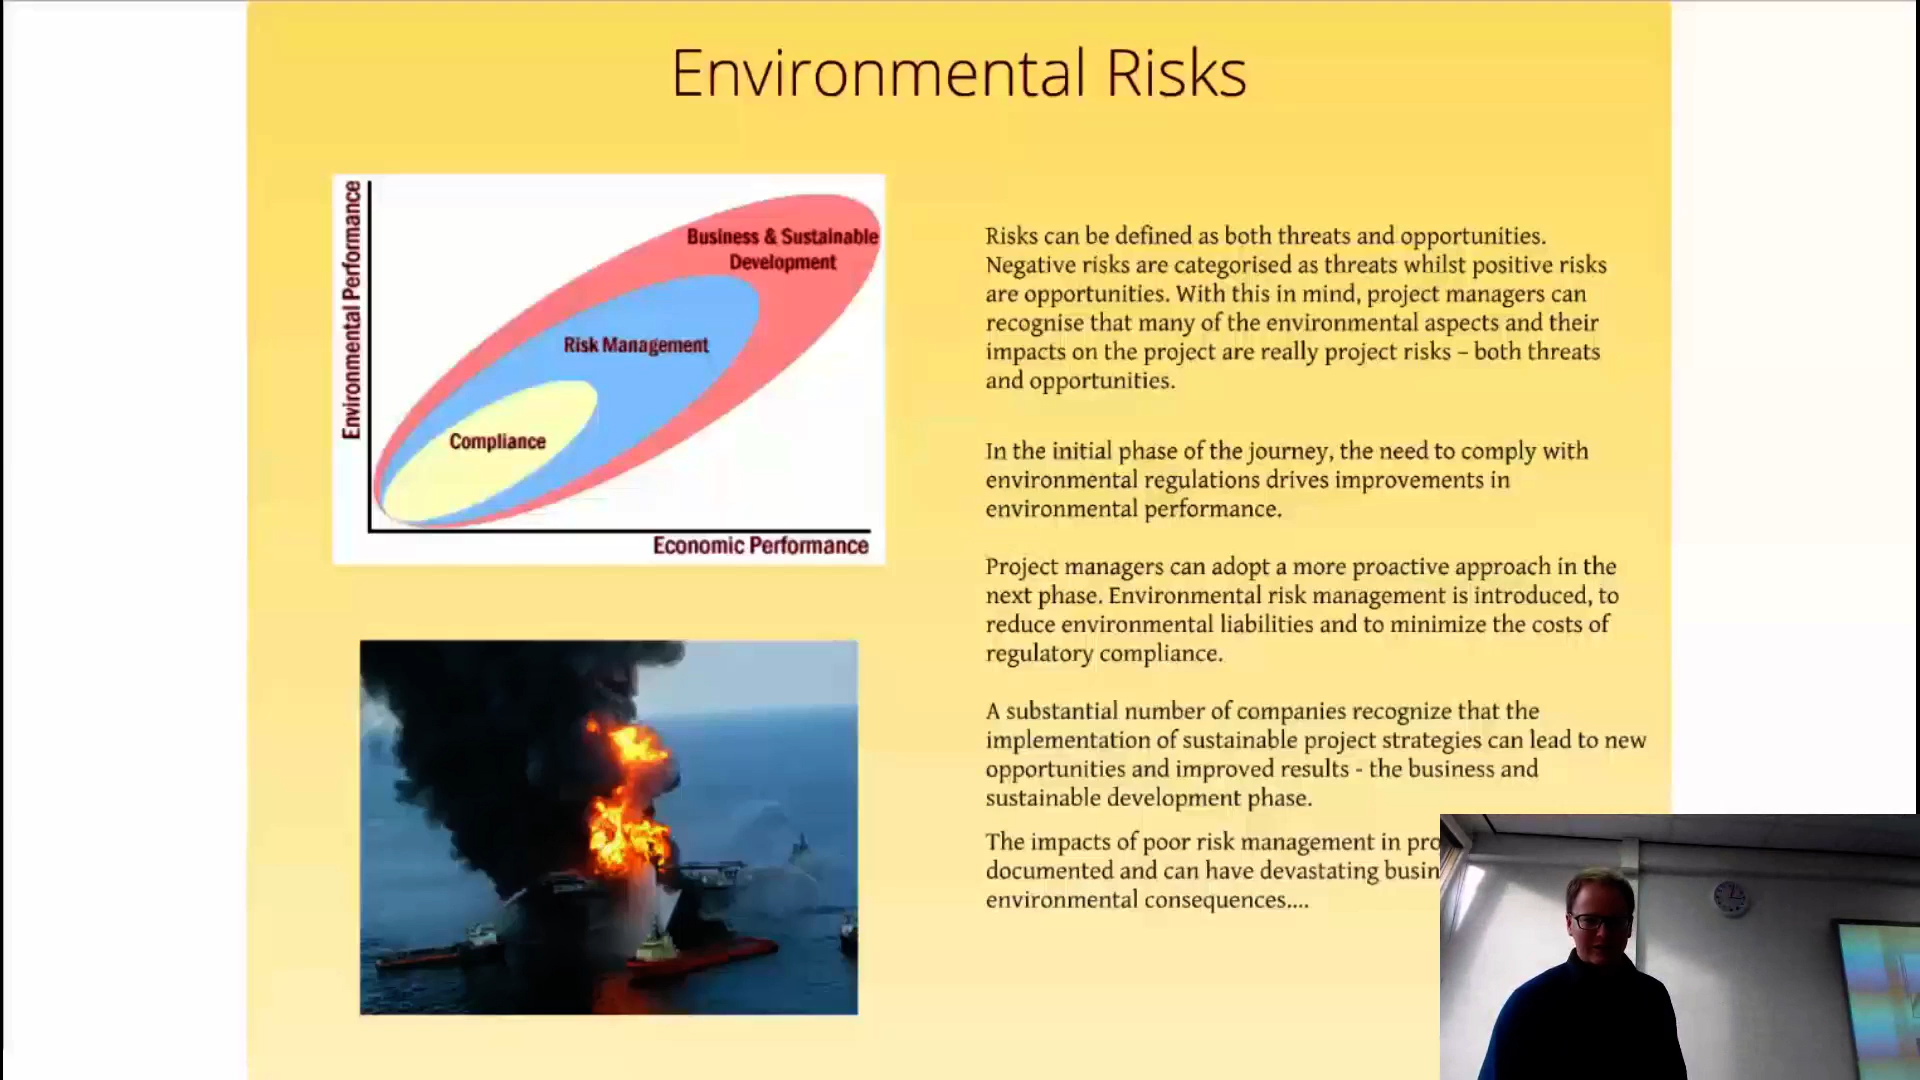 Environmental Risks
Environmental Performance
Business & Sustainable
Development
Risk Management
Compliance
Economic Performance
Risks can be defined as both threats and opportunities.
Negative risks are categorised as threats whilst positive risks
are opportunities. With this in mind, project managers can
recognise that many of the environmental aspects and their
impacts on the project are really project risks – both threats
and opportunities.
In the initial phase of the journey, the need to comply with
environmental regulations drives improvements in
environmental performance.
Project managers can adopt a more proactive approach in the
next phase. Environmental risk management is introduced, to
reduce environmental liabilities and to minimize the costs of
regulatory compliance.
A substantial number of companies recognize that the
implementation of sustainable project strategies can lead to new
opportunities and improved results - the business and
sustainable development phase.
The impacts of poor risk management in
documented and can have devastating
environmental consequences....